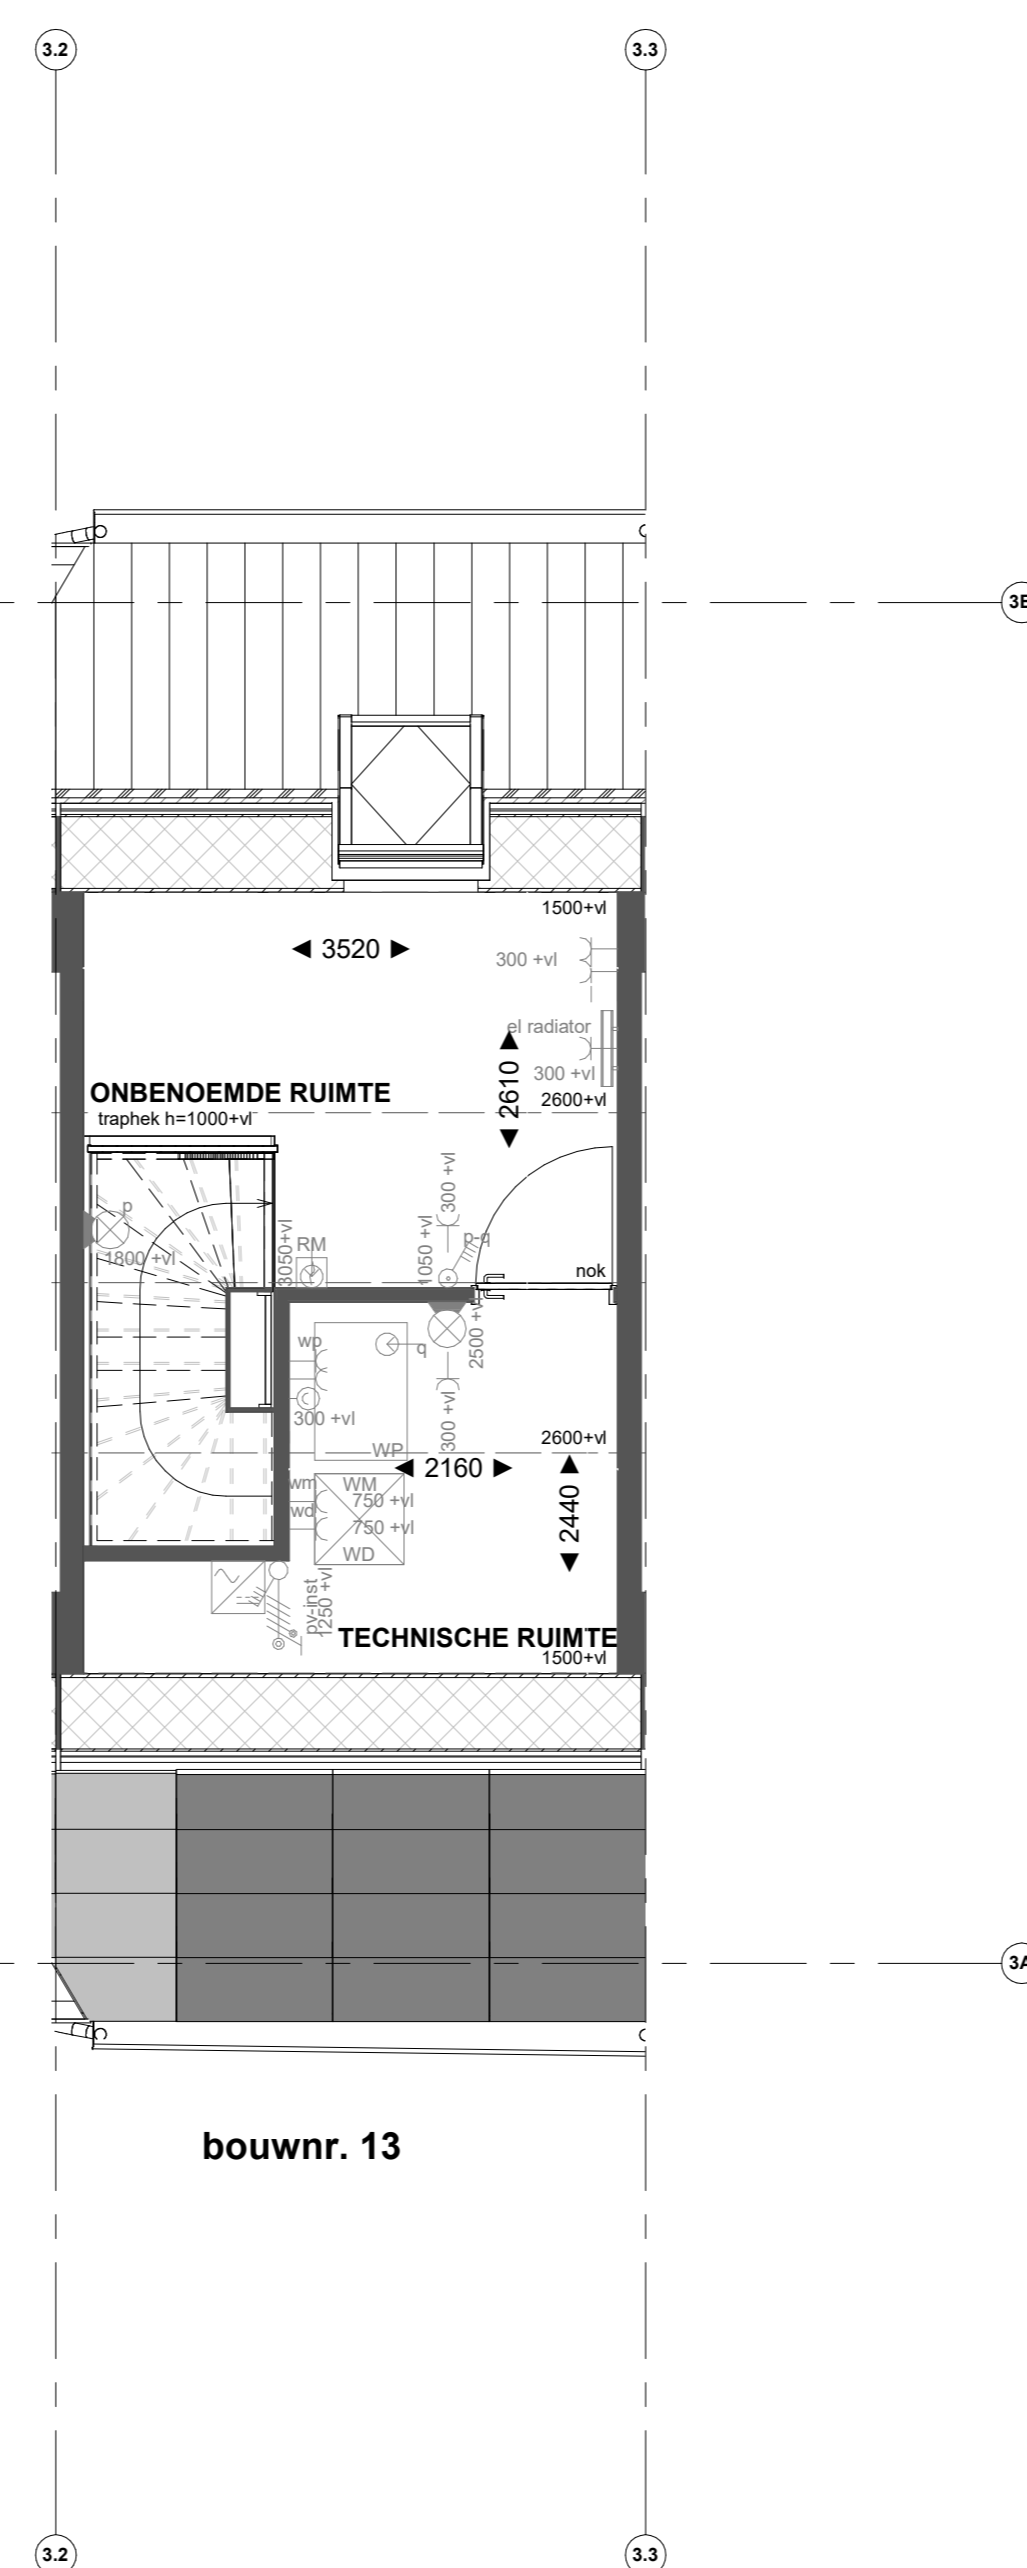 3.2 3.3
3B
1500+vl
◄ 3520 ►
300 +vl
el radiator
◄ 2610 ►
300 +vl
2600+vl
ONBENOEMDE RUIMTE
traphek h=1000+vl
p
1800 +vl
3050+vl
RM
1050 +vl
300 +vl
p-q
nok
2500 +vl
wp
q
300 +vl
300 +vl
WP
2600+vl
◄ 2160 ►
◄ 2440 ►
wm
WM
750 +vl
wd
750 +vl
WD
pv-inst
1250 +vl
TECHNISCHE RUIMTE
1500+vl
3A
bouwnr. 13
3.2 3.3